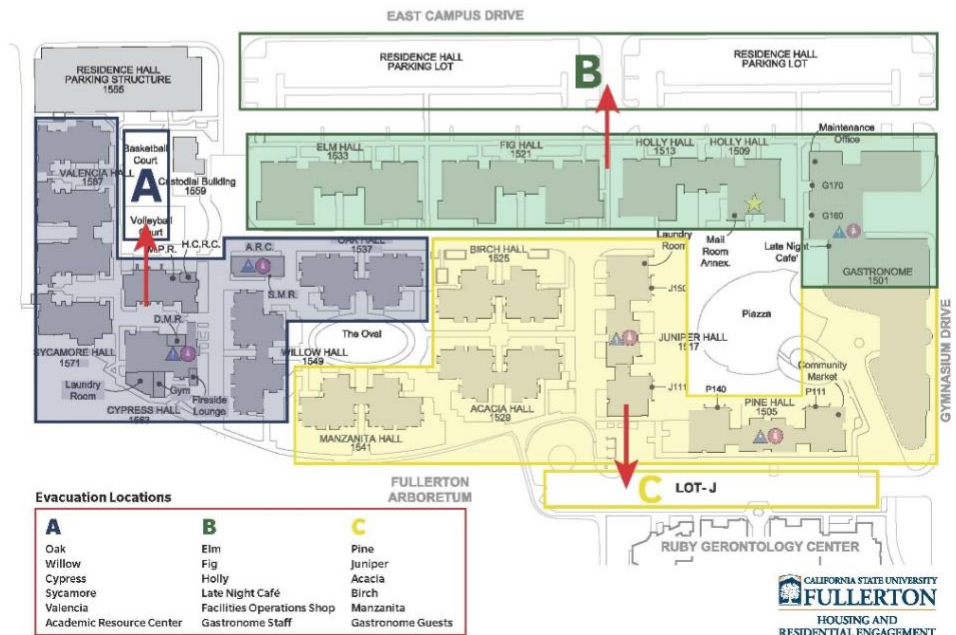 EAST CAMPUS DRIVE
RESIDENCE HALL
PARKING STRUCTURE
1555
RESIDENCE HALL
PARKING LOT
B
RESIDENCE HALL
PARKING LOT
Basketball
Court
A
VALENCIA HALL
1587
Custodial Building
1559
Volleyball
Court
ELM HALL
1533
FIG HALL
1521
HOLLY HALL
1513
HOLLY HALL
1509
Maintenance
Office
G170
G160
Late Night
Cafe'
GASTRONOME
1501
Mail
Room
Annex.
M.P.R.
H.C.R.C.
A.R.C.
S.M.R.
OAK HALL
1537
BIRCH HALL
1525
Laundry
Room
J150
JUNIPER HALL
1517
J111
Piazza
Community
Market
P140
P111
PINE HALL
1505
GYMNASIUM DRIVE
D.M.R.
The Oval
WILLOW HALL
1549
SYCAMORE HALL
1571
Laundry
Room
Gym
Fireside
Lounge
CYPRESS HALL
MANZANITA HALL
1541
ACACIA HALL
1529
FULLERTON
ARBORETUM
C
LOT-J
RUBY GERONTOLOGY CENTER
Evacuation Locations
A
Oak
Willow
Cypress
Sycamore
Valencia
Academic Resource Center
B
Elm
Fig
Holly
Late Night Café
Facilities Operations Shop
Gastronome Staff
C
Pine
Juniper
Acacia
Birch
Manzanita
Gastronome Guests
CALIFORNIA STATE UNIVERSITY
FULLERTON
HOUSING AND
RESIDENTIAL ENGAGEMENT